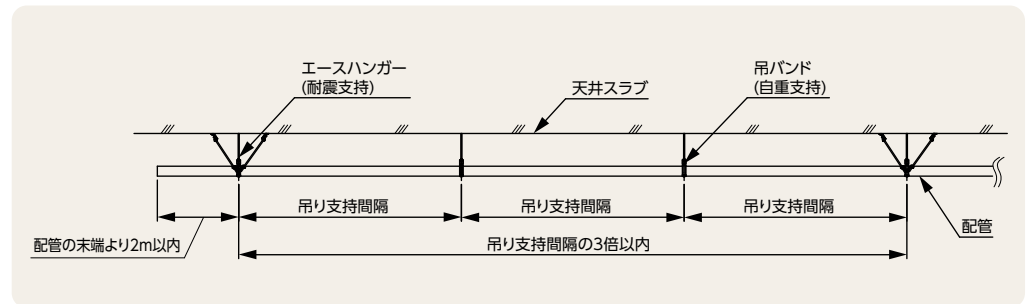 エースハンガー
(耐震支持)
天井スラブ
吊バンド
(自重支持)
吊り支持間隔
吊り支持間隔
吊り支持間隔
配管の末端より2m以内
吊り支持間隔の3倍以内
配管